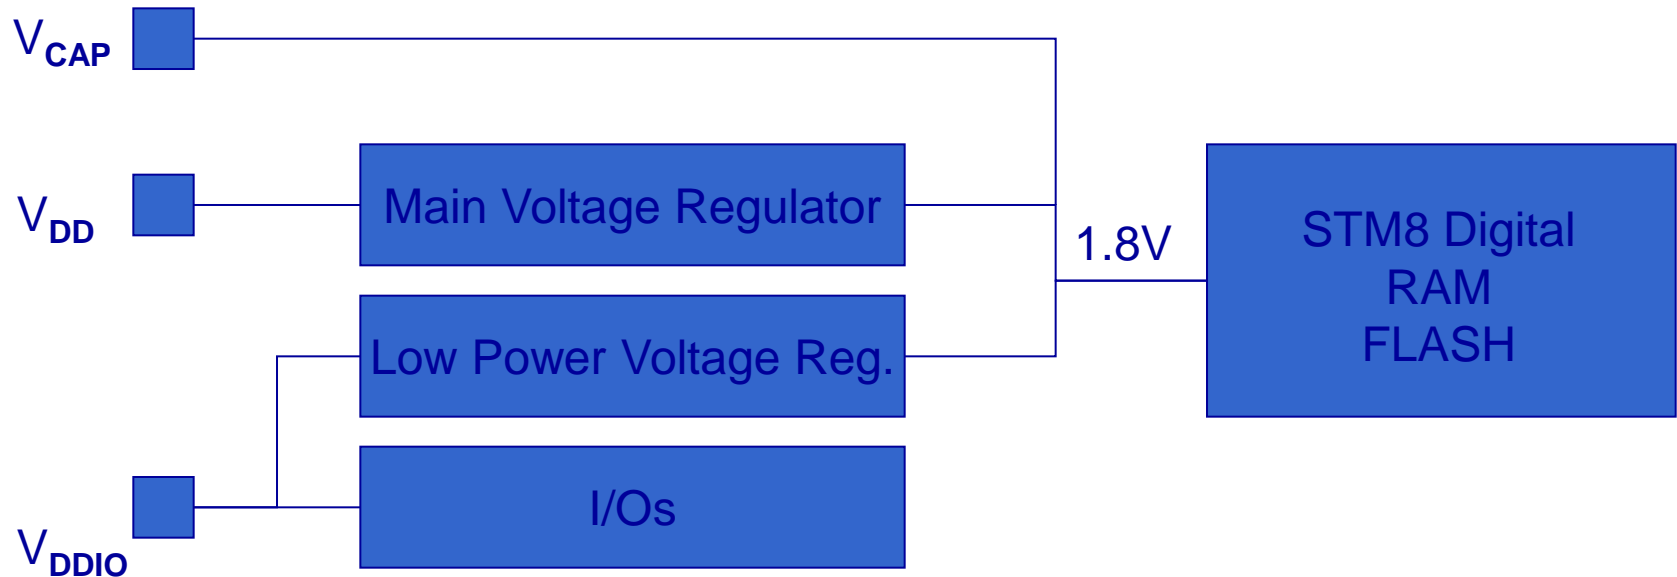 VCAP
VDD
Main Voltage Regulator
1.8V
STM8 Digital
RAM
FLASH
Low Power Voltage Reg.
I/Os
VDDIO